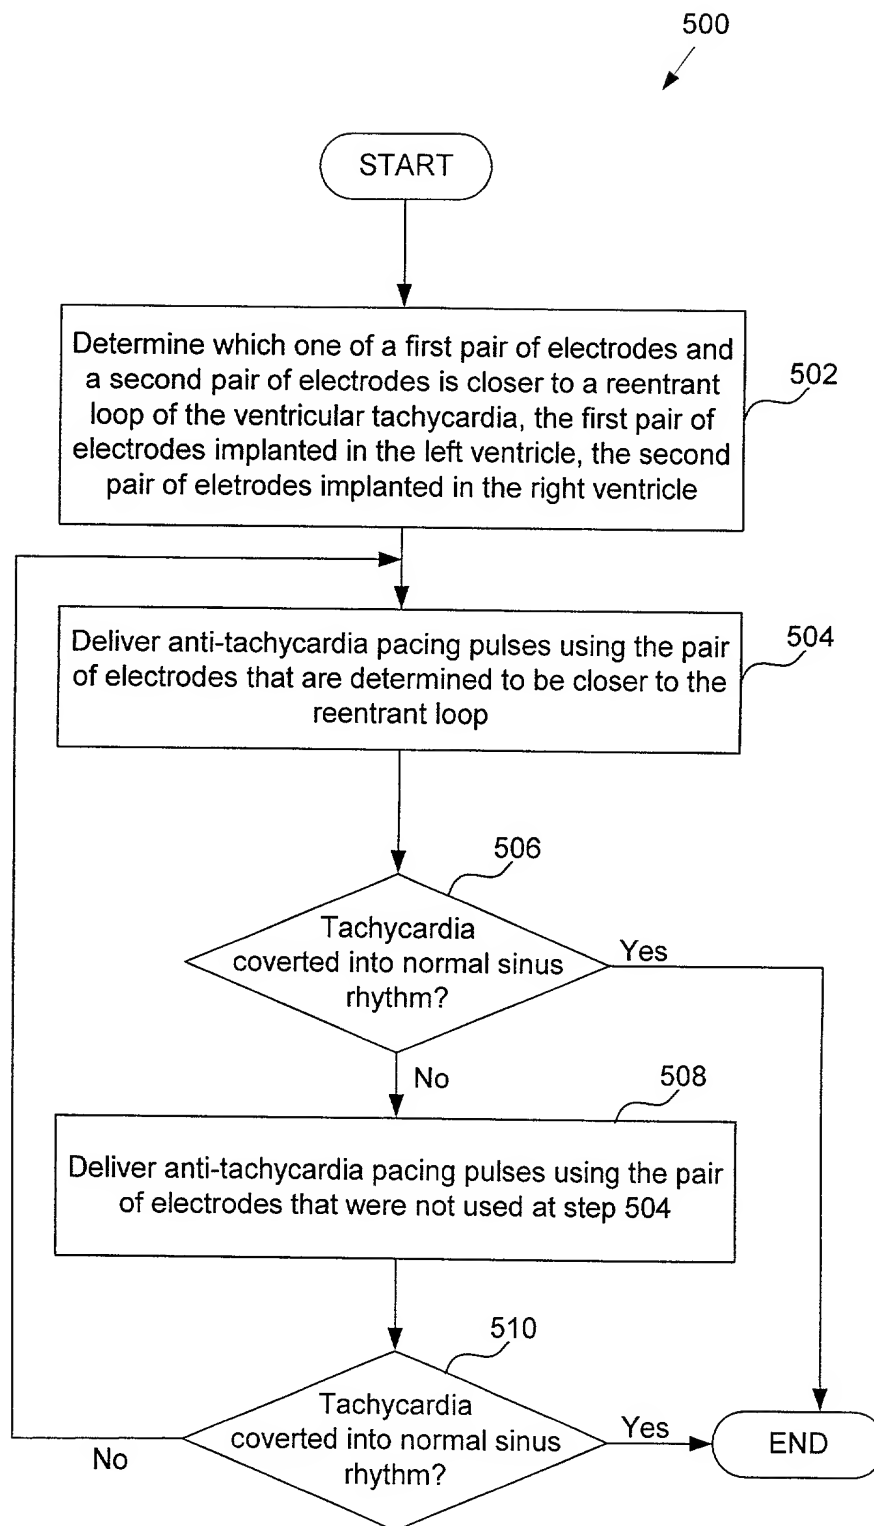 500
START
Determine which one of a first pair of electrodes and
a second pair of electrodes is closer to a reentrant
loop of the ventricular tachycardia, the first pair of
electrodes implanted in the left ventricle, the second
pair of eletrodes implanted in the right ventricle
502
Deliver anti-tachycardia pacing pulses using the pair
of electrodes that are determined to be closer to the
reentrant loop
504
506
Tachycardia
coverted into normal sinus
rhythm?
Yes
No
508
Deliver anti-tachycardia pacing pulses using the pair
of electrodes that were not used at step 504
510
Tachycardia
coverted into normal sinus
rhythm?
Yes
No
END